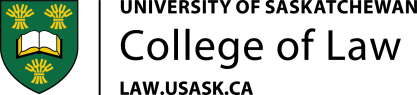 UNIVERSITY OF SASKATCHEWAN
College of Law
LAW.USASK.CA